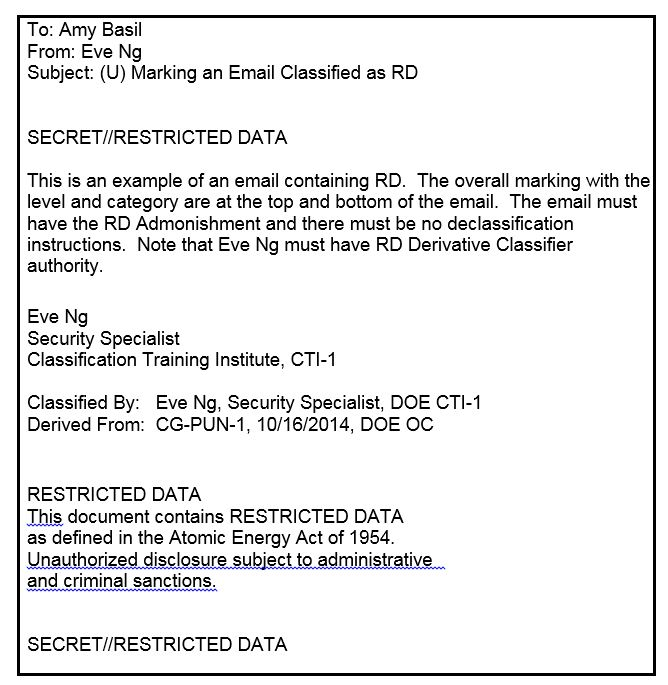 To: Amy Basil
From: Eve Ng
Subject: (U) Marking an Email Classified as RD
SECRET//RESTRICTED DATA
This is an example of an email containing RD.  The overall marking with the
level and category are at the top and bottom of the email.  The email must
have the RD Admonishment and there must be no declassification
instructions.  Note that Eve Ng must have RD Derivative Classifier
authority.
Eve Ng
Security Specialist
Classification Training Institute, CTI-1
Classified By:   Eve Ng, Security Specialist, DOE CTI-1
Derived From:  CG-PUN-1, 10/16/2014, DOE OC
RESTRICTED DATA
This document contains RESTRICTED DATA
as defined in the Atomic Energy Act of 1954.
Unauthorized disclosure subject to administrative
and criminal sanctions.
SECRET//RESTRICTED DATA